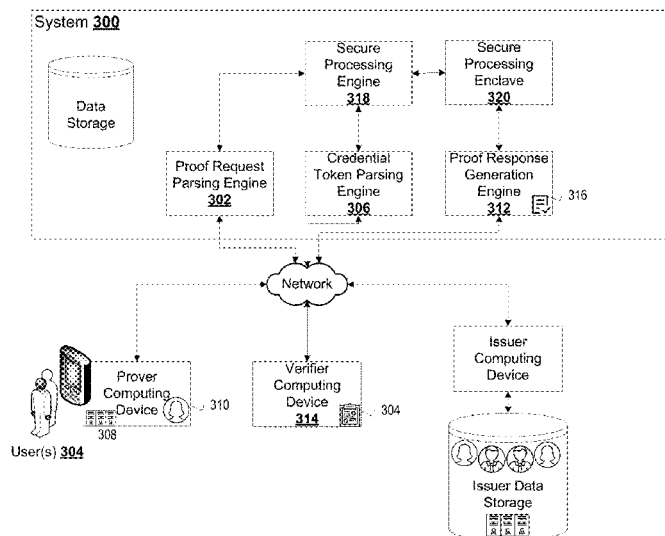 System 300
Data
Storage
Secure
Processing
Engine
318
Secure
Processing
Enclave
320
Proof Request
Parsing Engine
302
Credential
Token Parsing
Engine
306
Proof Response
Generation
Engine
312
316
Network
Prover
Computing
Device
310
308
User(s) 304
Verifier
Computing
Device
314
304
Issuer
Computing
Device
Issuer Data
Storage